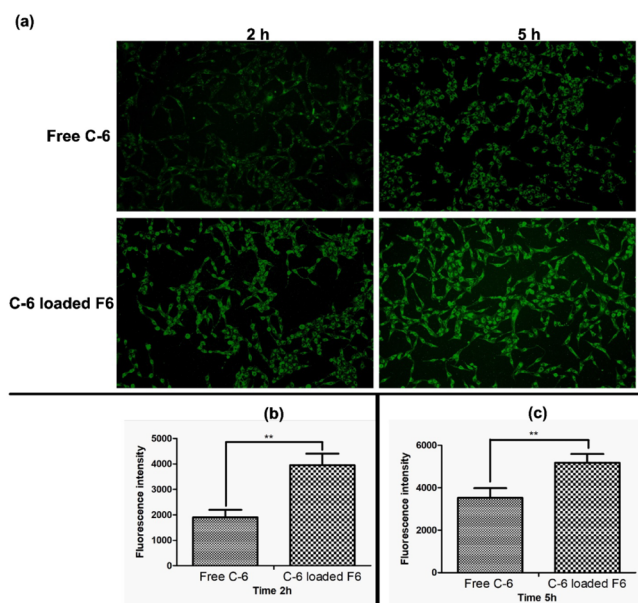 (a)
2 h 5 h
Free C-6
C-6 loaded F6
(b)
Fluorescence intensity
5000
4000
3000
2000
1000
0
**
Free C-6 C-6 loaded F6
Time 2h
(c)
Fluorescence intensity
6000
4000
2000
0
**
Free C-6 C-6 loaded F6
Time 5h